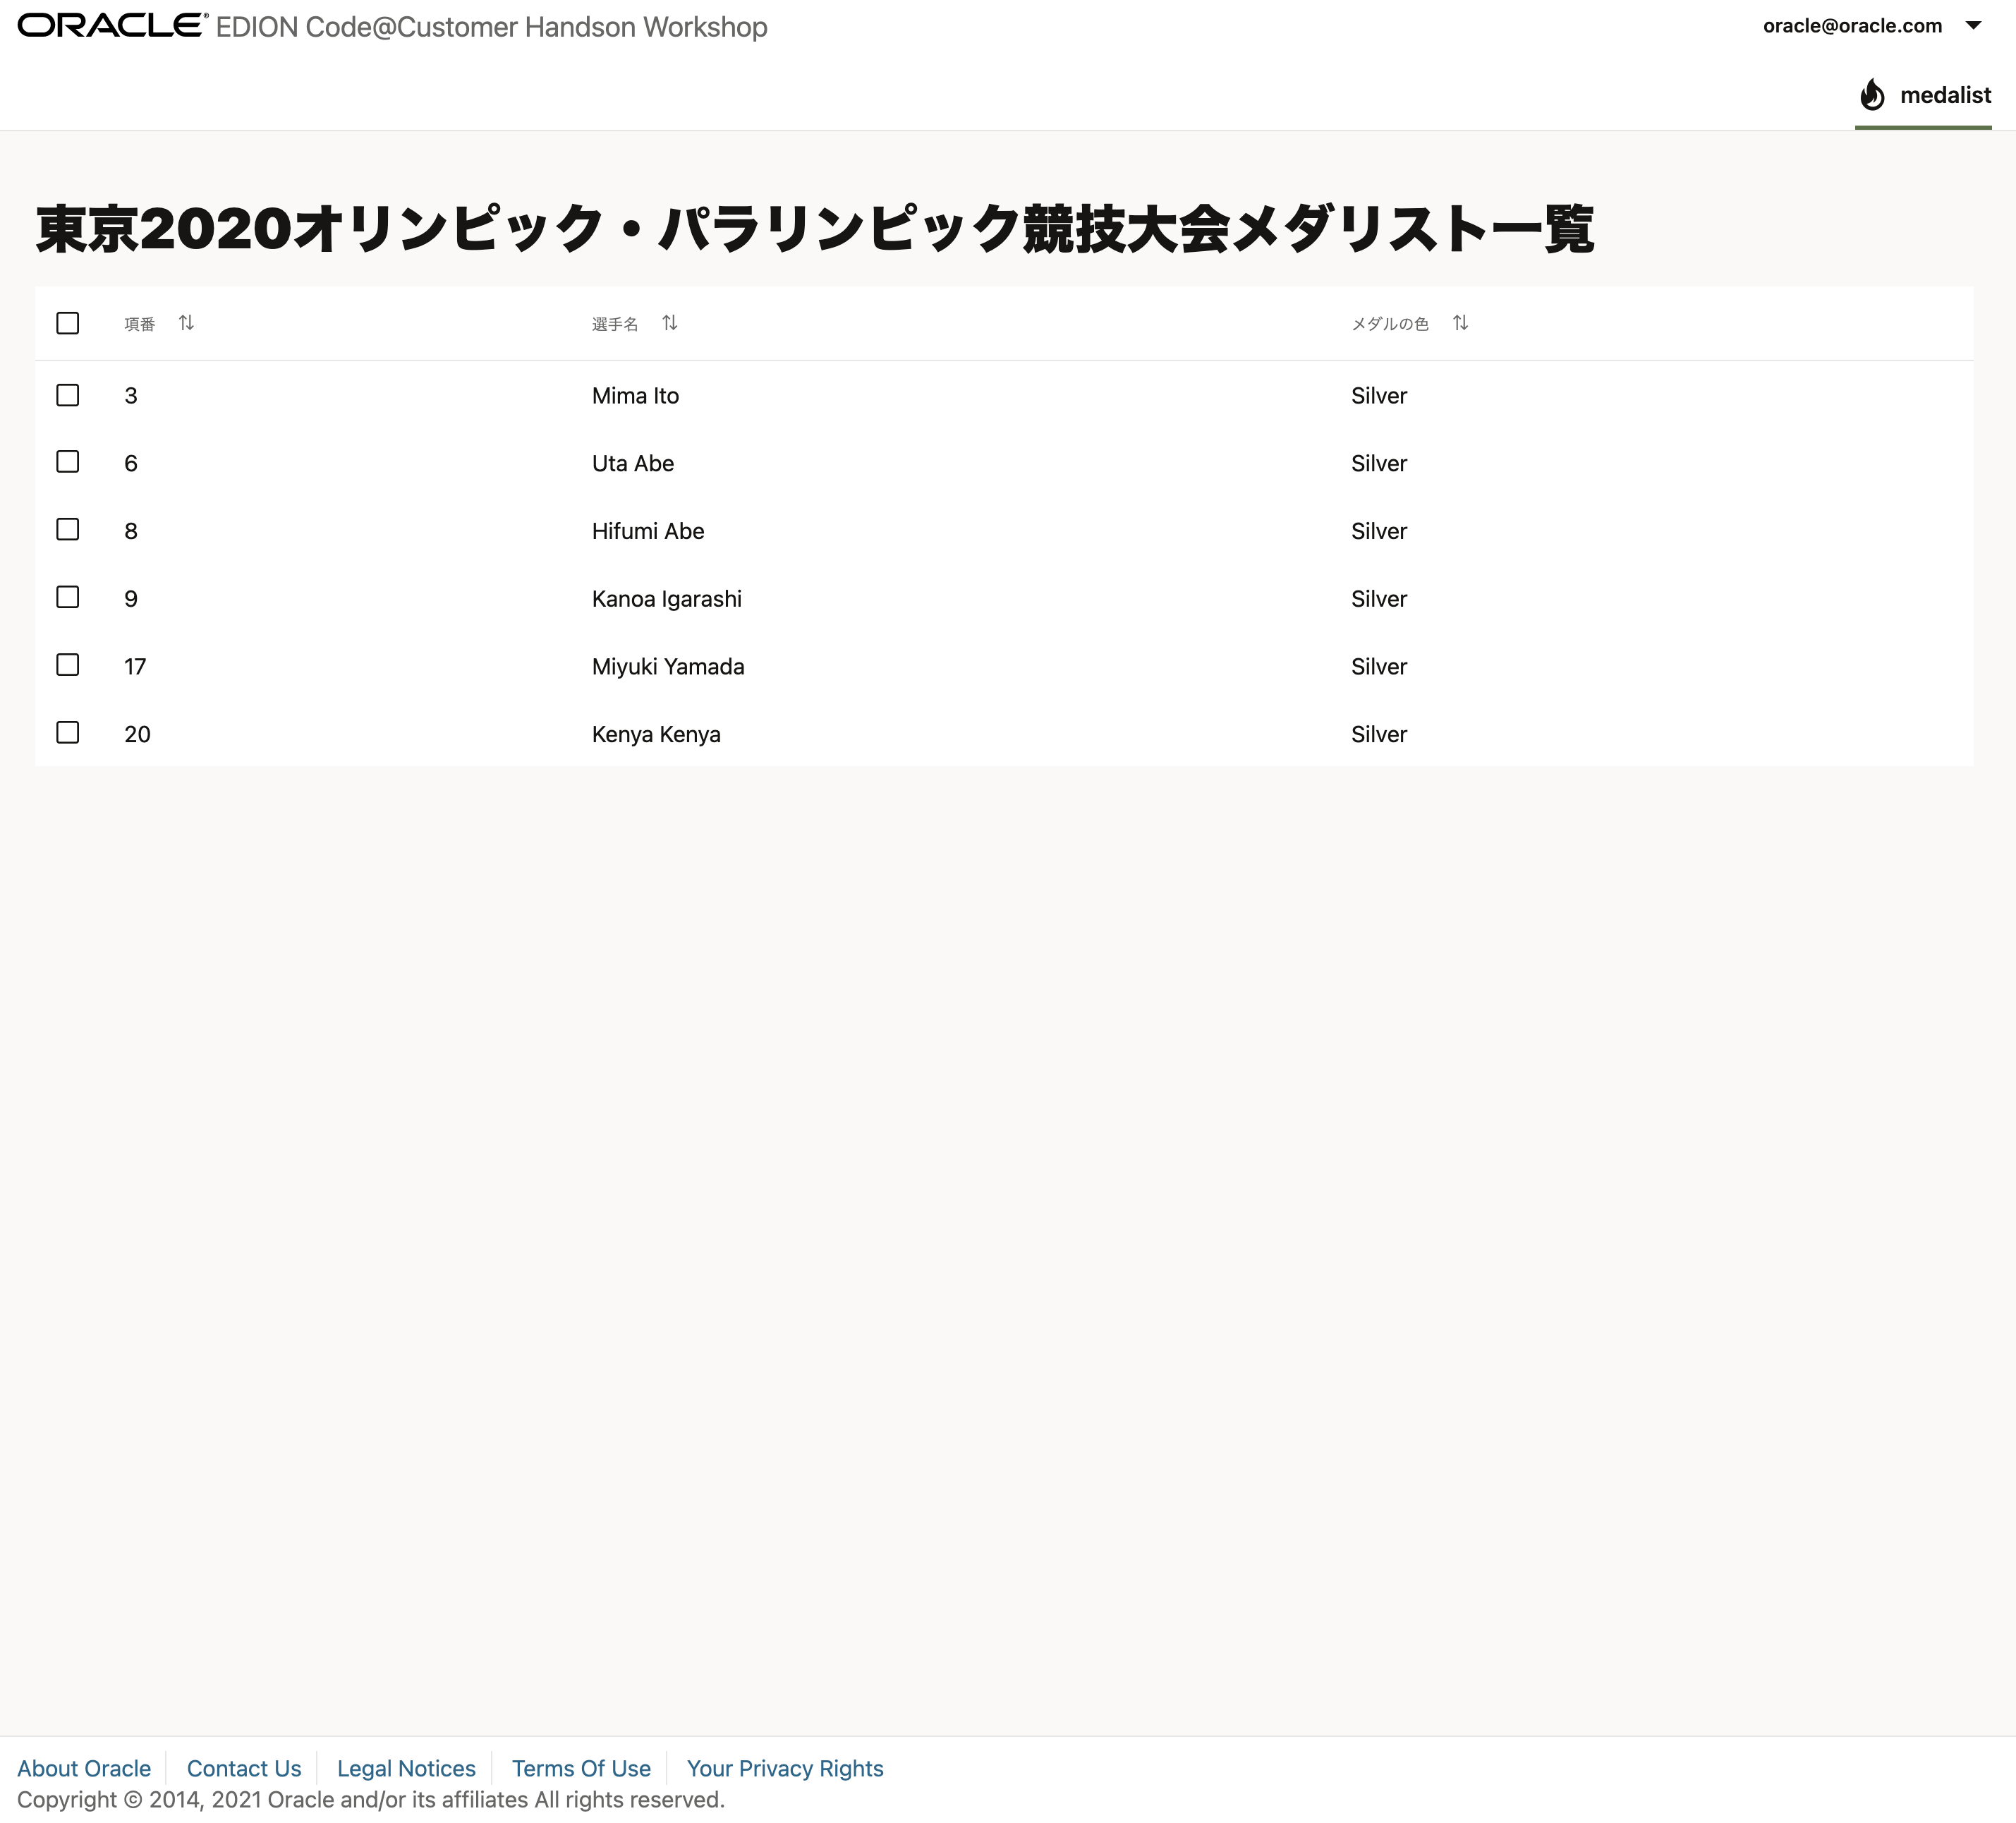 ORACLE® EDION Code@Customer Handson Workshop oracle@oracle.com
medalist
東京2020オリンピック・パラリンピック競技大会メダリスト一覧
項番 選手名 メダルの色
3 Mima Ito Silver
6 Uta Abe Silver
8 Hifumi Abe Silver
9 Kanoa Igarashi Silver
17 Miyuki Yamada Silver
20 Kenya Kenya Silver
About Oracle Contact Us Legal Notices Terms Of Use Your Privacy Rights
Copyright © 2014, 2021 Oracle and/or its affiliates All rights reserved.